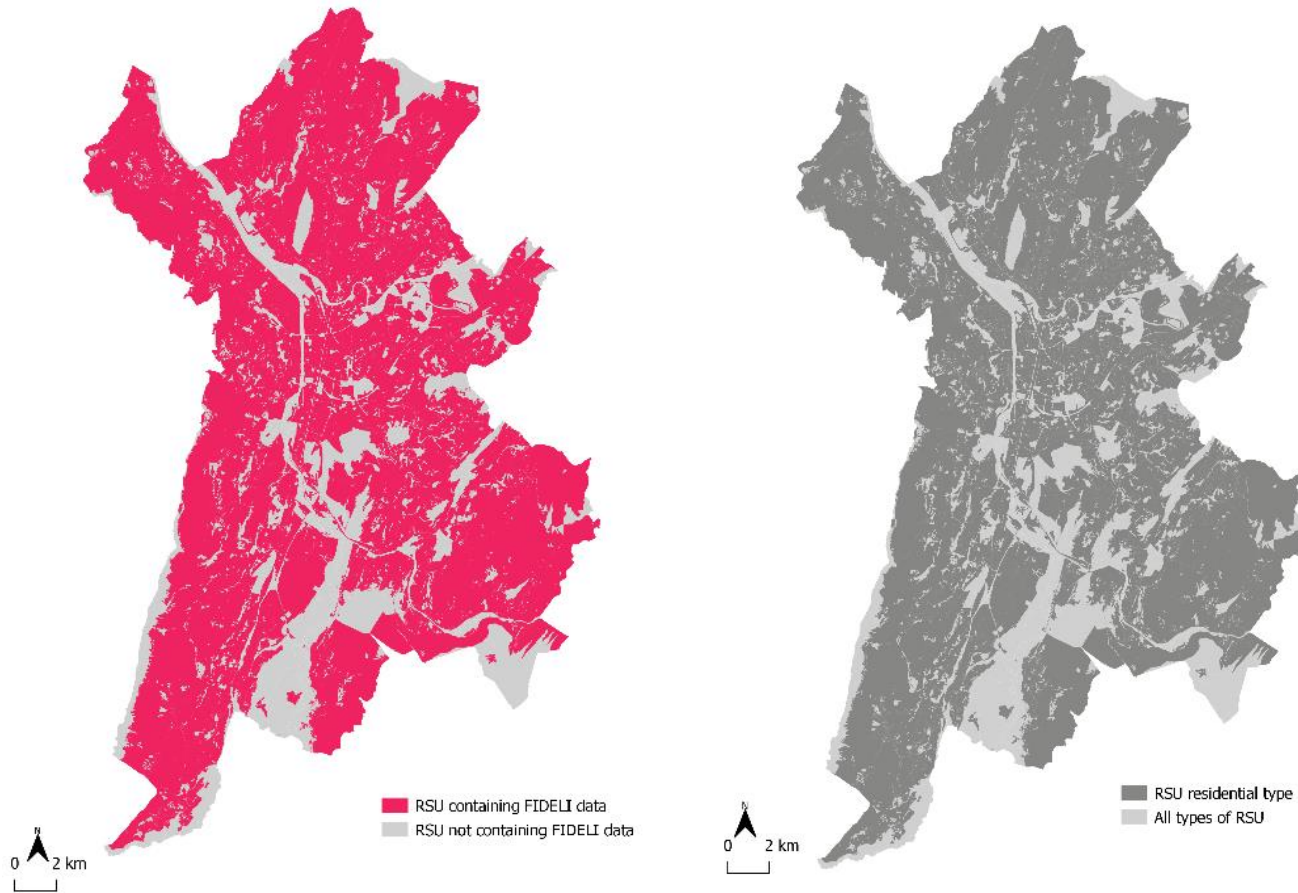 RSU containing FIDELI data
RSU not containing FIDELI data
N
0 2 km
RSU residential type
All types of RSU
N
0 2 km